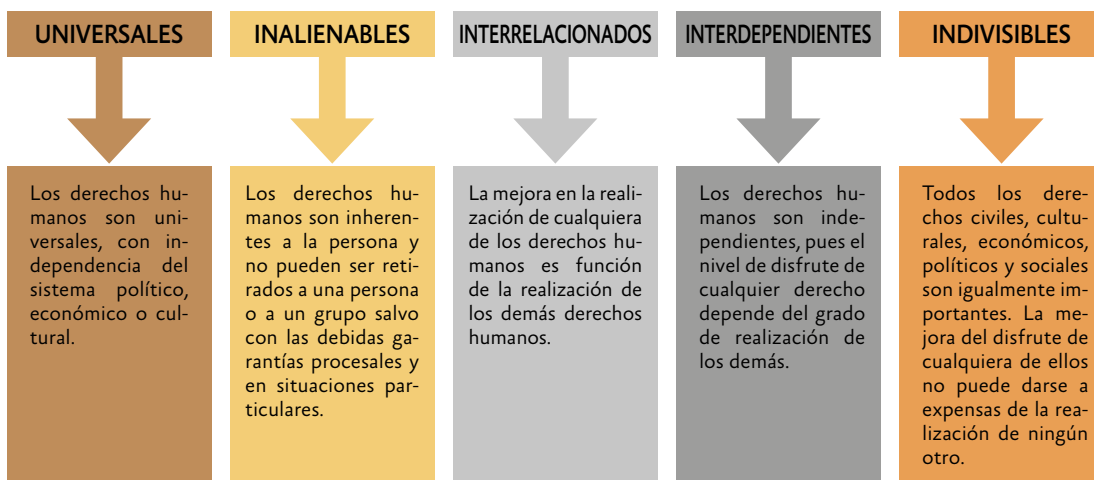 UNIVERSALES
Los derechos hu-
manos son uni-
versales, con in-
dependencia del
sistema político,
económico o cul-
tural.
INALIENABLES
Los derechos hu-
manos son inheren-
tes a la persona y
no pueden ser reti-
rados a una persona
o a un grupo salvo
con las debidas ga-
rantías procesales y
en situaciones par-
ticulares.
INTERRELACIONADOS
La mejora en la reali-
zación de cualquiera
de los derechos hu-
manos es función
de la realización de
los demás derechos
humanos.
INTERDEPENDIENTES
Los derechos hu-
manos son inde-
pendientes, pues el
nivel de disfrute de
cualquier derecho
depende del grado
de realización de
los demás.
INDIVISIBLES
Todos los dere-
chos civiles, cultu-
rales, económicos,
políticos y sociales
son igualmente im-
portantes. La me-
jora del disfrute de
cualquiera de ellos
no puede darse a
expensas de la rea-
lización de ningún
otro.